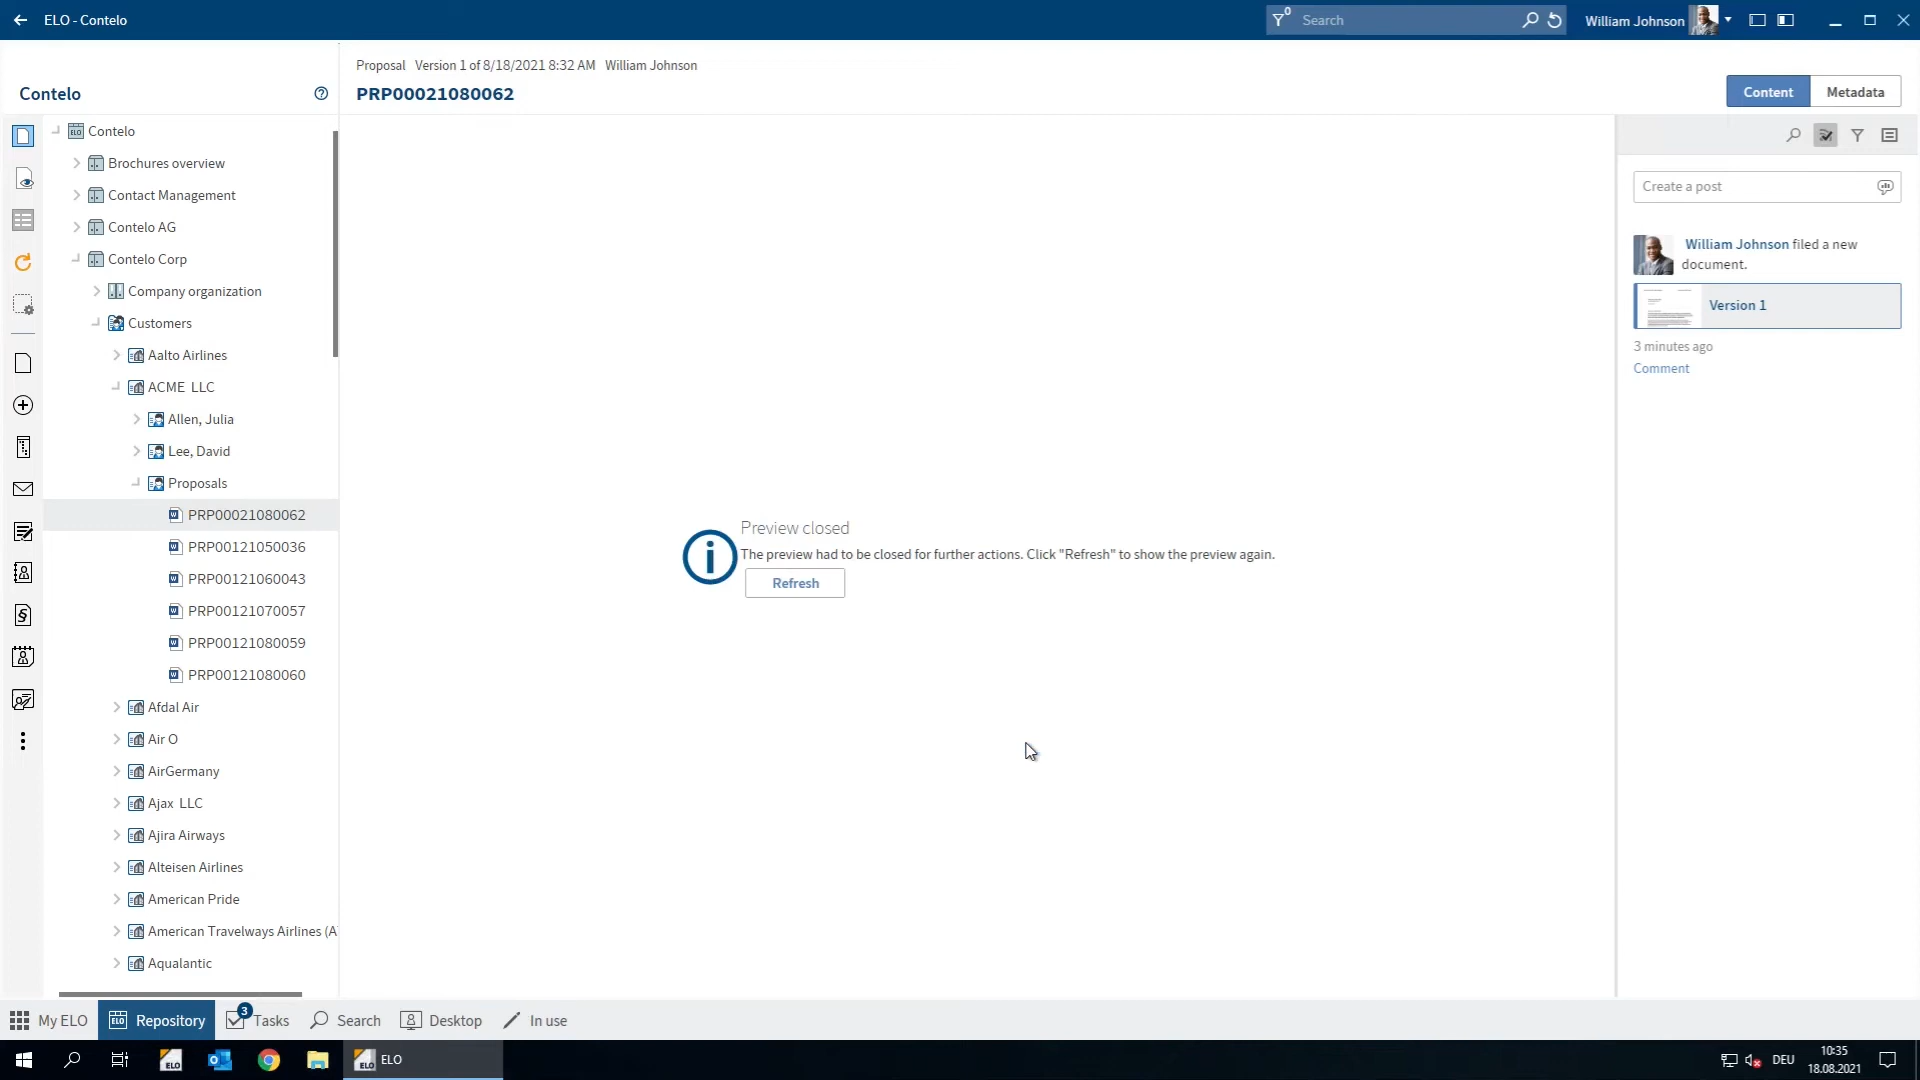 ELO - Contelo
0
Search
William Johnson
Contelo
Proposal Version 1 of 8/18/2021 8:32 AM William Johnson
PRP00021080062
Content
Metadata
Contelo
Brochures overview
Contact Management
Contelo AG
Contelo Corp
Company organization
Customers
Aalto Airlines
ACME LLC
Allen, Julia
Lee, David
Proposals
PRP00021080062
PRP00121050036
PRP00121060043
PRP00121070057
PRP00121080059
PRP00121080060
Afdal Air
Air O
AirGermany
Ajax LLC
Ajira Airways
Alteisen Airlines
American Pride
American Travelways Airlines (A
Aqualantic
Preview closed
The preview had to be closed for further actions. Click "Refresh" to show the preview again.
Refresh
Create a post
William Johnson filed a new
document.
Version 1
3 minutes ago
Comment
My ELO
ELO Repository
3
Tasks
Search
Desktop
In use
ELO
ELO
DEU
10:35
18.08.2021